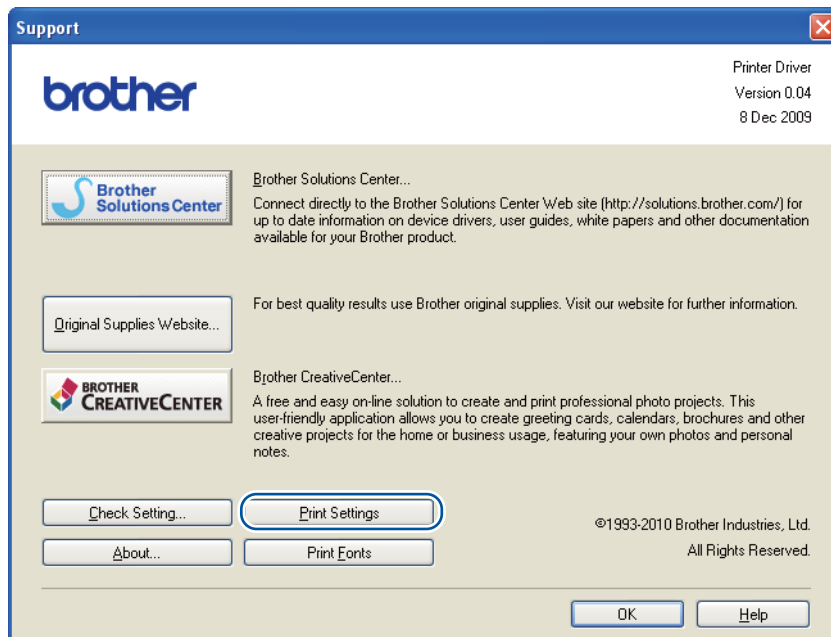 Support
brother
Printer Driver
Version 0.04
8 Dec 2009
Brother
Solutions Center
Brother Solutions Center...
Connect directly to the Brother Solutions Center Web site (http://solutions.brother.com/) for
up to date information on device drivers, user guides, white papers and other documentation
available for your Brother product.
Original Supplies Website...
For best quality results use Brother original supplies. Visit our website for further information.
BROTHER
CREATIVECENTER
Brother CreativeCenter...
A free and easy on-line solution to create and print professional photo projects. This
user-friendly application allows you to create greeting cards, calendars, brochures and other
creative projects for the home or business usage, featuring your own photos and personal
notes.
Check Setting...
Print Settings
©1993-2010 Brother Industries, Ltd.
About...
Print Fonts
All Rights Reserved.
OK
Help